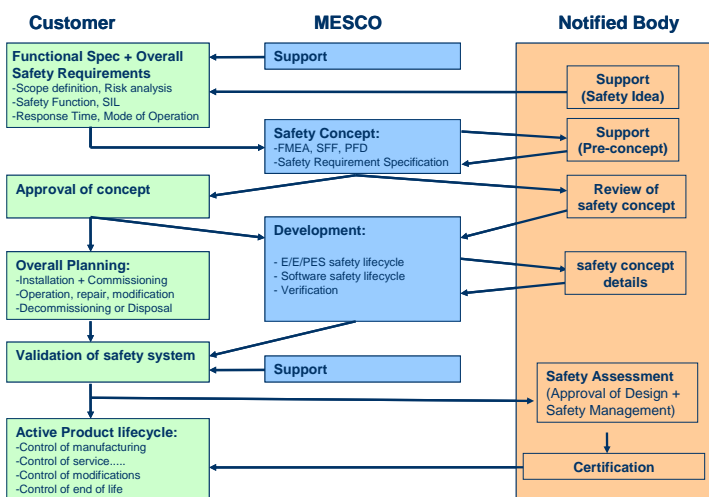 Customer
MESCO
Notified Body
Functional Spec + Overall
Safety Requirements
-Scope definition, Risk analysis
-Safety Function, SIL
-Response Time, Mode of Operation
Support
Support
(Safety Idea)
Safety Concept:
-FMEA, SFF, PFD
-Safety Requirement Specification
Support
(Pre-concept)
Approval of concept
Review of
safety concept
Development:
- E/E/PES safety lifecycle
- Software safety lifecycle
- Verification
Overall Planning:
-Installation + Commissioning
-Operation, repair, modification
-Decommissioning or Disposal
safety concept
details
Validation of safety system
Support
Safety Assessment
(Approval of Design +
Safety Management)
Active Product lifecycle:
-Control of manufacturing
-Control of service.....
-Control of modifications
-Control of end of life
Certification